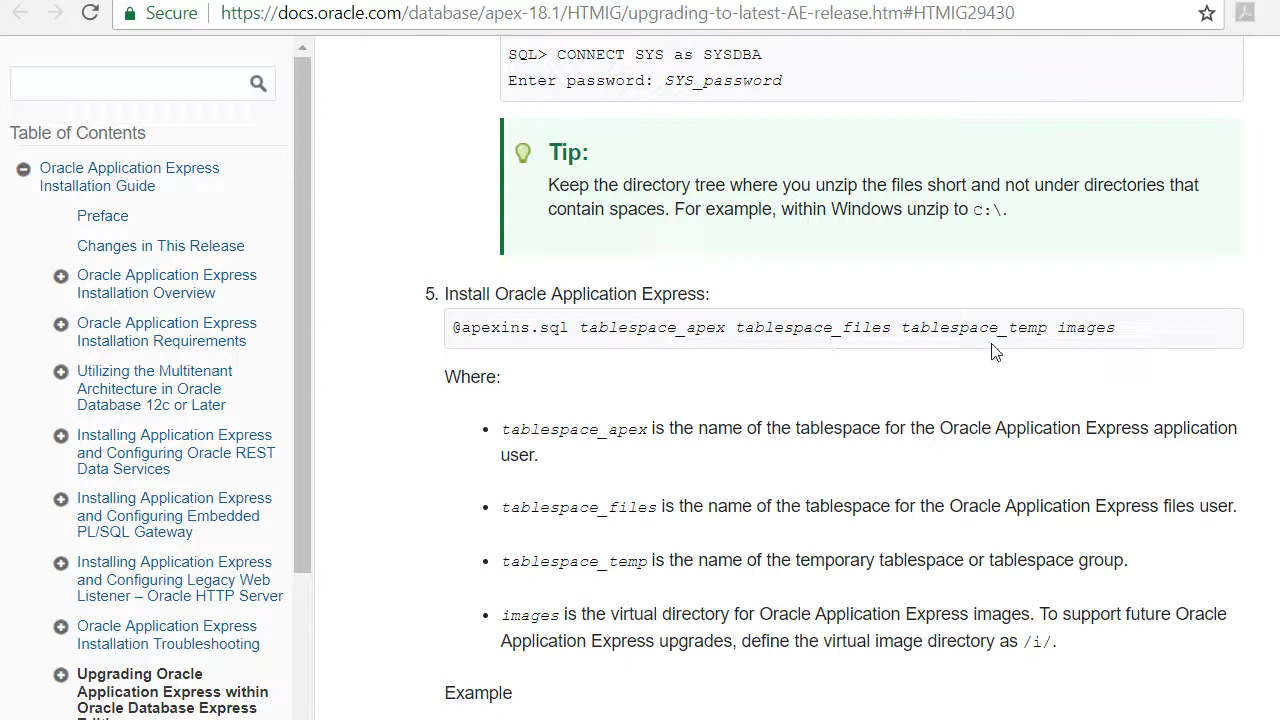 Secure
https://docs.oracle.com/database/apex-18.1/HTMIG/upgrading-to-latest-AE-release.htm#HTMIG29430
Table of Contents
Oracle Application Express
Installation Guide
Preface
Changes in This Release
Oracle Application Express
Installation Overview
Oracle Application Express
Installation Requirements
Utilizing the Multitenant
Architecture in Oracle
Database 12c or Later
Installing Application Express
and Configuring Oracle REST
Data Services
Installing Application Express
and Configuring Embedded
PL/SQL Gateway
Installing Application Express
and Configuring Legacy Web
Listener – Oracle HTTP Server
Oracle Application Express
Installation Troubleshooting
Upgrading Oracle
Application Express within
Oracle Database Express
SQL> CONNECT SYS as SYSDBA
Enter password: SYS_password
Tip:
Keep the directory tree where you unzip the files short and not under directories that
contain spaces. For example, within Windows unzip to C:\.
5. Install Oracle Application Express:
@apexins.sql tablespace_apex tablespace_files tablespace_temp images
Where:
• tablespace_apex is the name of the tablespace for the Oracle Application Express application
user.
• tablespace_files is the name of the tablespace for the Oracle Application Express files user.
• tablespace_temp is the name of the temporary tablespace or tablespace group.
• images is the virtual directory for Oracle Application Express images. To support future Oracle
Application Express upgrades, define the virtual image directory as /i/.
Example